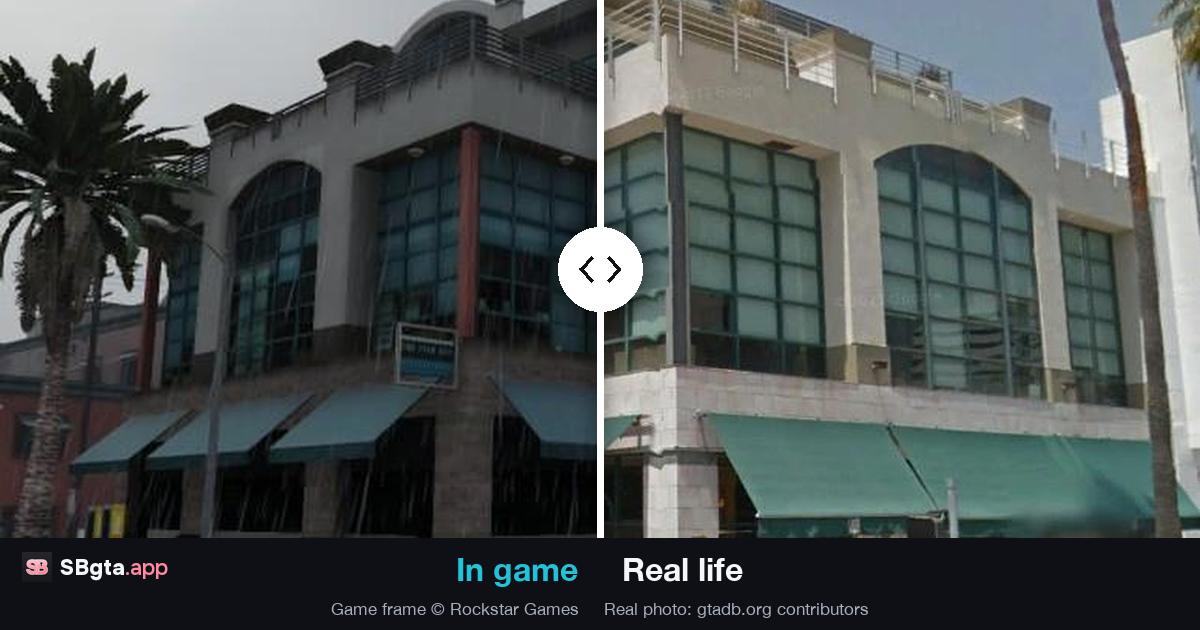 SBgta.app
In game
Real life
Game frame © Rockstar Games
Real photo: gtadb.org contributors